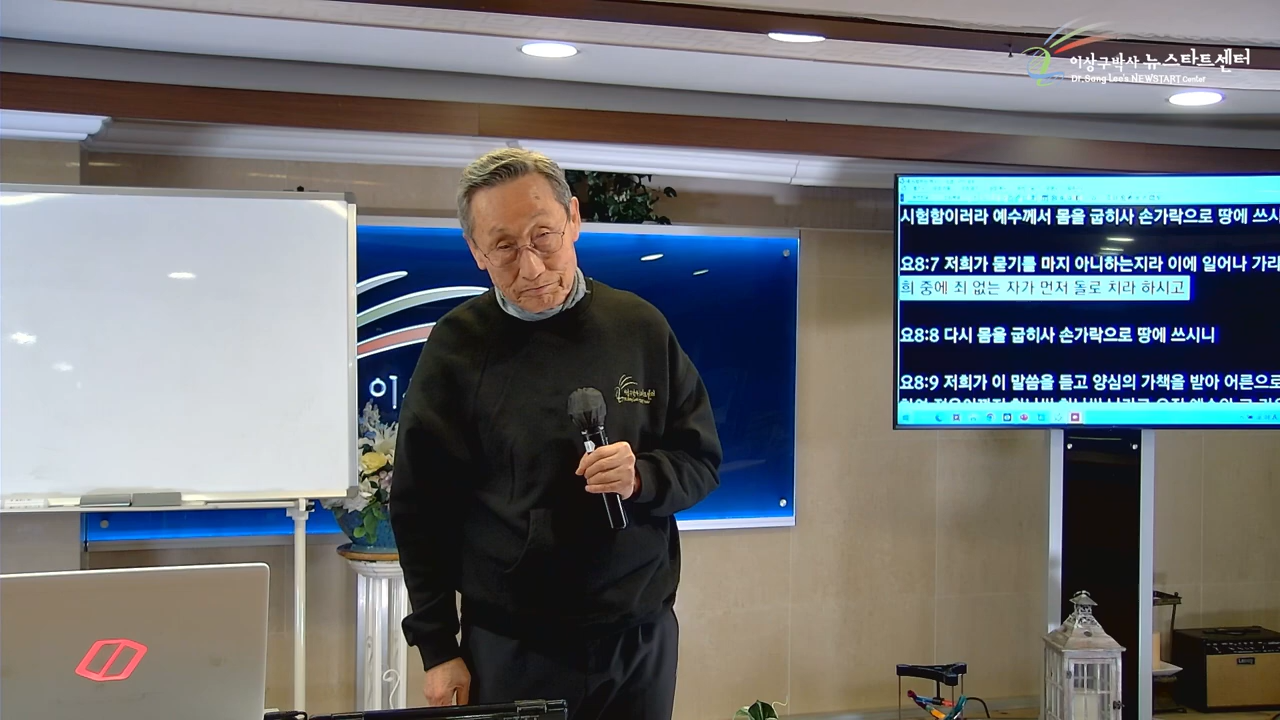 이상구박사 뉴스타트센터
Dr.Sang Lee's NEWSTART Center
시험함이러라 예수께서 몸을 굽히사 손가락으로 땅에 쓰시
요8:7 저희가 묻기를 마지 아니하는지라 이에 일어나 가라
희 중에 죄 없는 자가 먼저 돌로 치라 하시고
요8:8 다시 몸을 굽히사 손가락으로 땅에 쓰시니
요8:9 저희가 이 말씀을 듣고 양심의 가책을 받아 어른으로
이
Laney